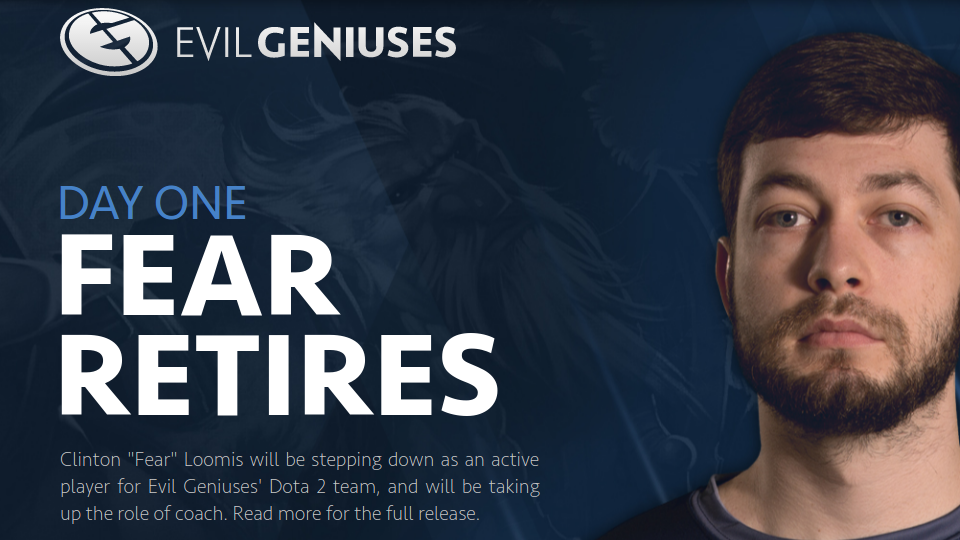 EVIL GENIUSES
DAY ONE
FEAR
RETIRES
Clinton "Fear" Loomis will be stepping down as an active
player for Evil Geniuses' Dota 2 team, and will be taking
up the role of coach. Read more for the full release.